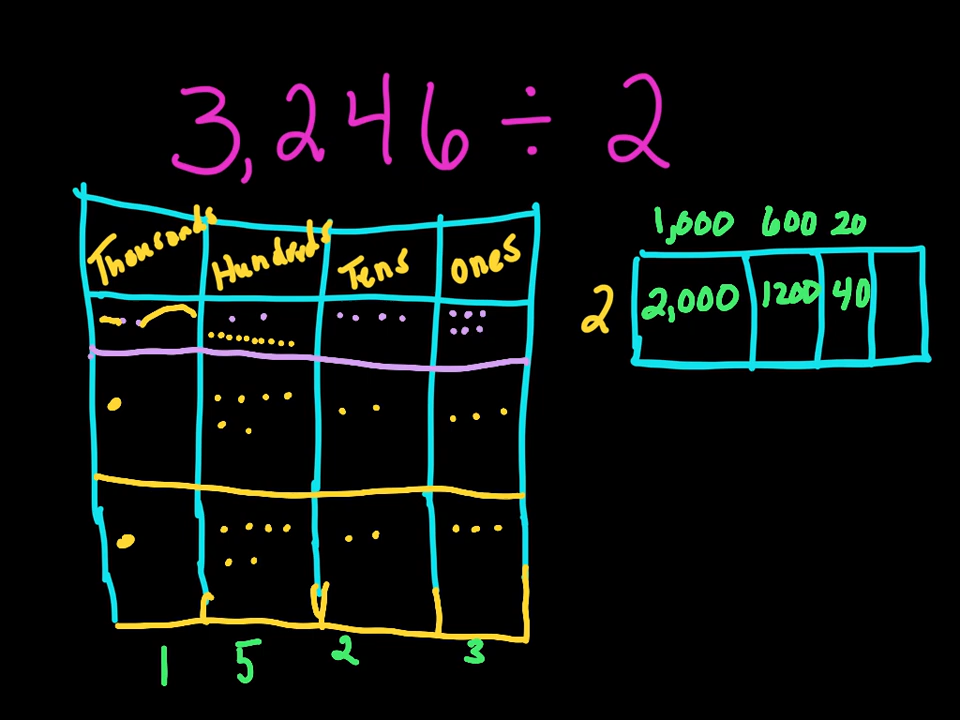 3,246 ÷ 2
Thousands Hundreds Tens ones
1,000 600 20
2 2,000 1200 40
1 5 2 3